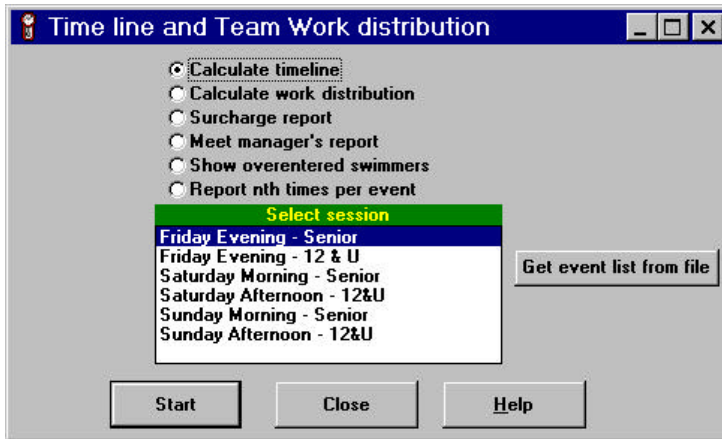 Time line and Team Work distribution
Calculate timeline
Calculate work distribution
Surcharge report
Meet manager's report
Show overentered swimmers
Report nth times per event
Select session
Friday Evening - Senior
Friday Evening - 12 & U
Saturday Morning - Senior
Saturday Afternoon - 12&U
Sunday Morning - Senior
Sunday Afternoon - 12&U
Get event list from file
Start Close Help